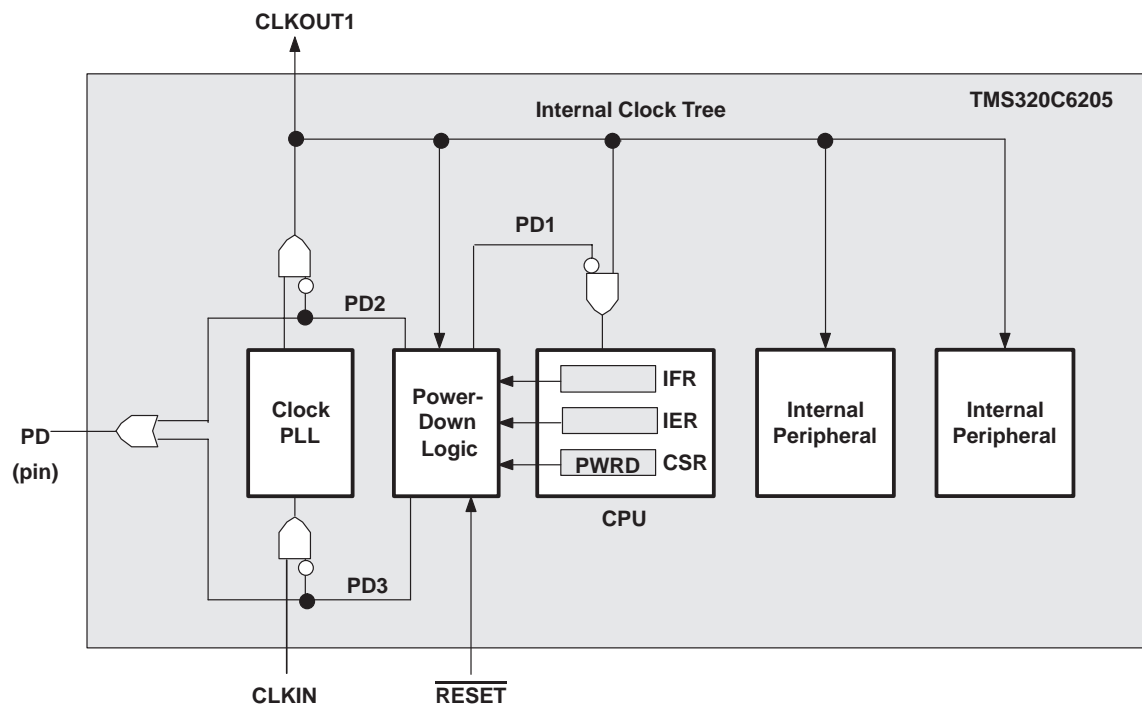 CLKOUT1
TMS320C6205
Internal Clock Tree
PD1
PD2
Clock
PLL
Power-
Down
Logic
IFR
IER
PWRD
CSR
CPU
Internal
Peripheral
Internal
Peripheral
PD
(pin)
PD3
CLKIN
RESET